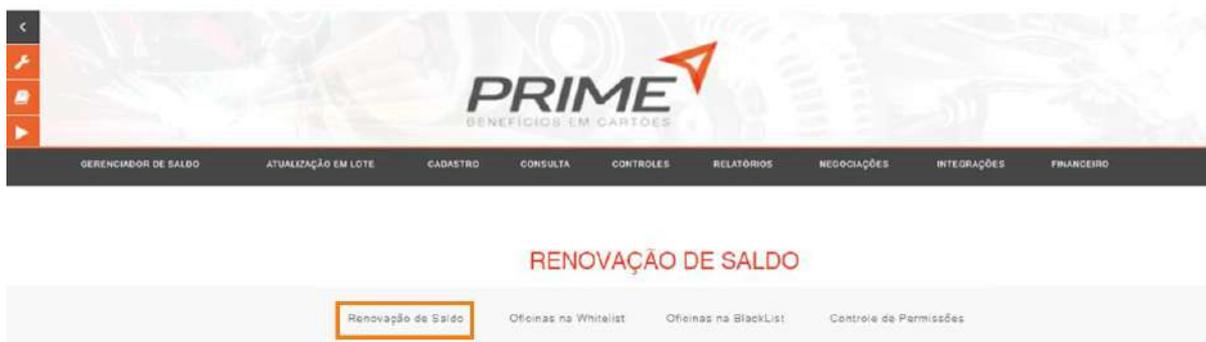 PRIME
BENEFÍCIOS EM CARTÕES
GERENCIADOR DE SALDO ATUALIZAÇÃO EM LOTE CADASTRO CONSULTA CONTROLES RELATÓRIOS NEGOCIAÇÕES INTEGRAÇÕES FINANCEIRO
RENOVAÇÃO DE SALDO
Renovação de Saldo Oficinas na Whitelist Oficinas na BlackList Controle de Permissões